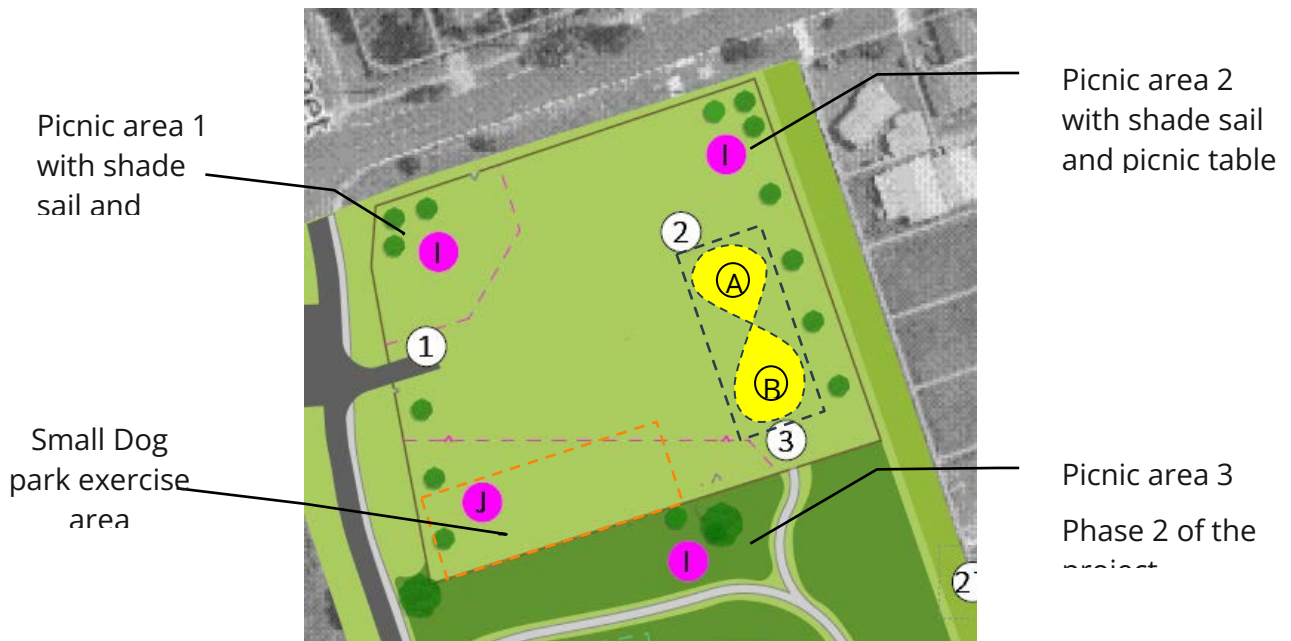 Picnic area 1
with shade
sail and
Picnic area 2
with shade sail
and picnic table
I
I
2
A
1
B
3
Small Dog
park exercise
area
J
I
Picnic area 3
Phase 2 of the
project